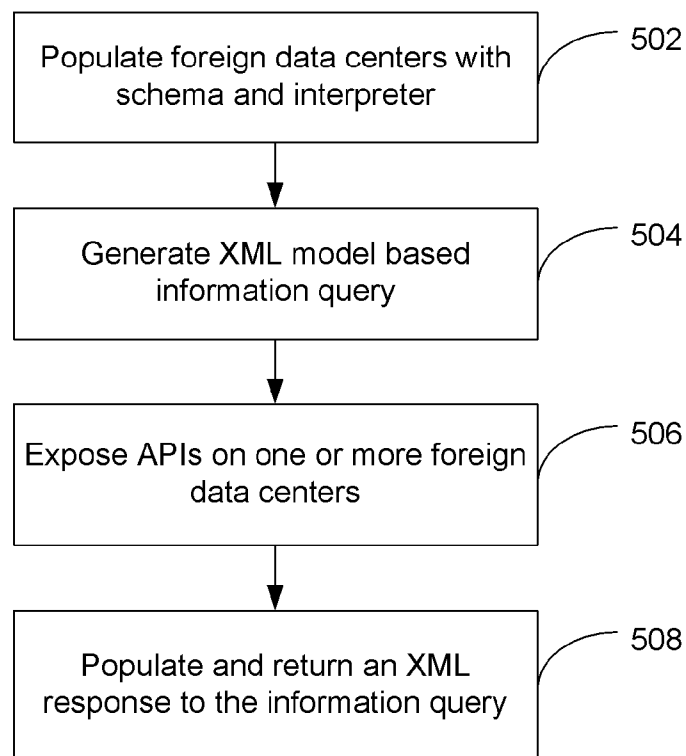 Populate foreign data centers with
schema and interpreter
502
Generate XML model based
information query
504
Expose APIs on one or more foreign
data centers
506
Populate and return an XML
response to the information query
508